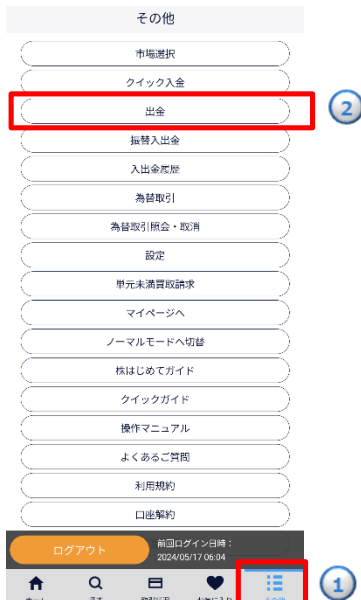 その他
市場選択
クイック入金
出金
②
振替入出金
入出金履歴
為替取引
為替取引照会・取消
設定
単元未満買取請求
マイページへ
ノーマルモードへ切替
株はじめてガイド
クイックガイド
操作マニュアル
よくあるご質問
利用規約
口座解約
ログアウト
前回ログイン日時：
2024/05/17 06:04
①